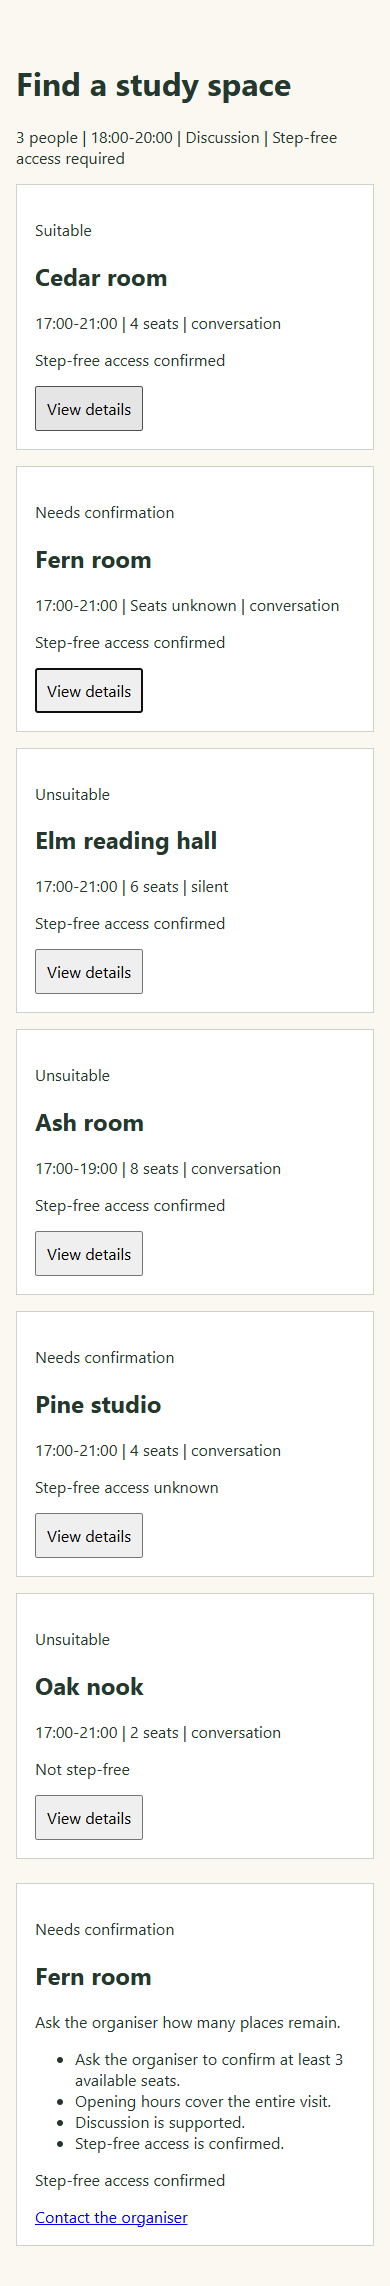 Find a study space
3 people | 18:00-20:00 | Discussion | Step-free
access required
Suitable
Cedar room
17:00-21:00 | 4 seats | conversation
Step-free access confirmed
View details
Needs confirmation
Fern room
17:00-21:00 | Seats unknown | conversation
Step-free access confirmed
View details
Unsuitable
Elm reading hall
17:00-21:00 | 6 seats | silent
Step-free access confirmed
View details
Unsuitable
Ash room
17:00-19:00 | 8 seats | conversation
Step-free access confirmed
View details
Needs confirmation
Pine studio
17:00-21:00 | 4 seats | conversation
Step-free access unknown
View details
Unsuitable
Oak nook
17:00-21:00 | 2 seats | conversation
Not step-free
View details
Needs confirmation
Fern room
Ask the organiser how many places remain.
• Ask the organiser to confirm at least 3
available seats.
• Opening hours cover the entire visit.
• Discussion is supported.
• Step-free access is confirmed.
Step-free access confirmed
Contact the organiser